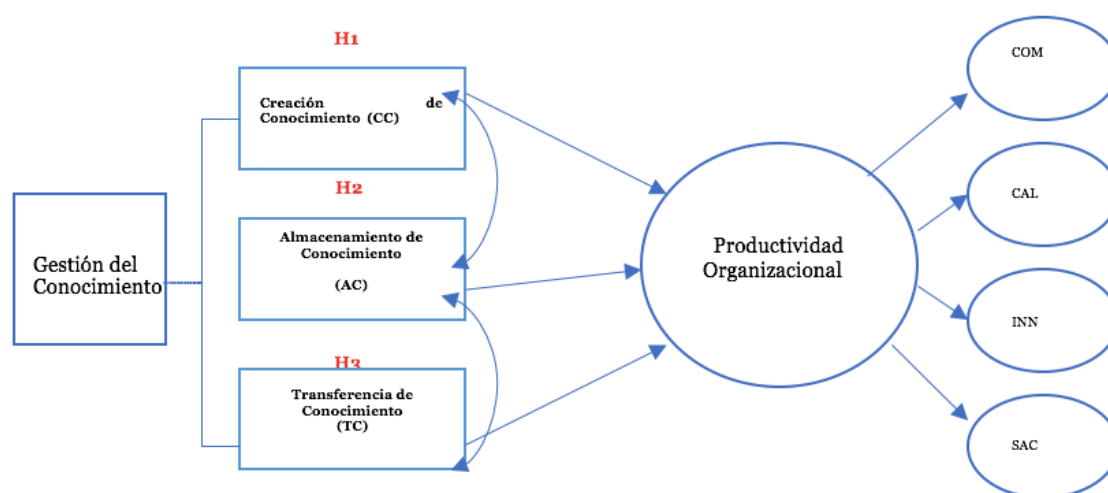 H1
Creación de
Conocimiento (CC)
H2
Almacenamiento de
Conocimiento
(AC)
H3
Transferencia de
Conocimiento
(TC)
Gestión del
Conocimiento
Productividad
Organizacional
COM
CAL
INN
SAC